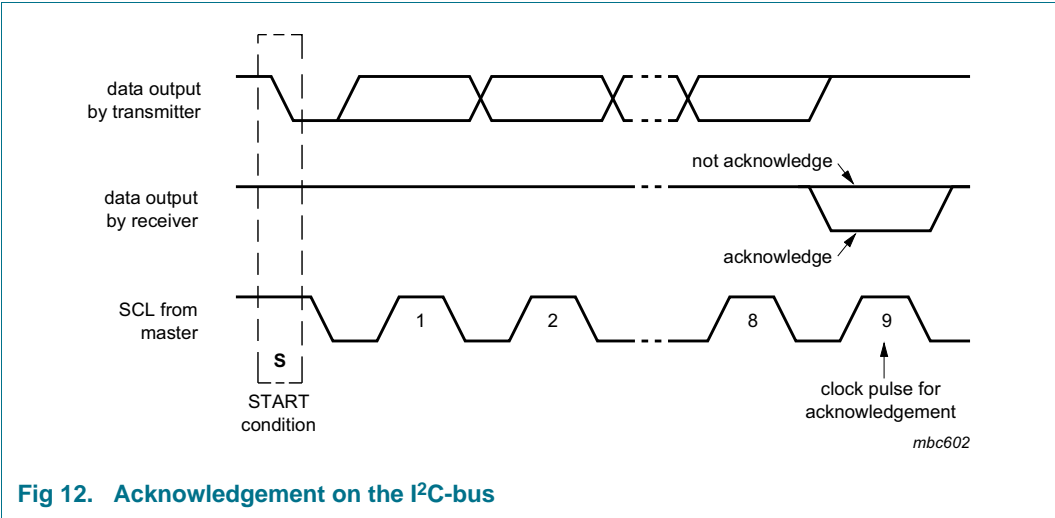 data output
by transmitter
not acknowledge
data output
by receiver
acknowledge
SCL from
master
1
2
8
9
S
START
condition
clock pulse for
acknowledgement
mbc602
Fig 12. Acknowledgement on the I²C-bus